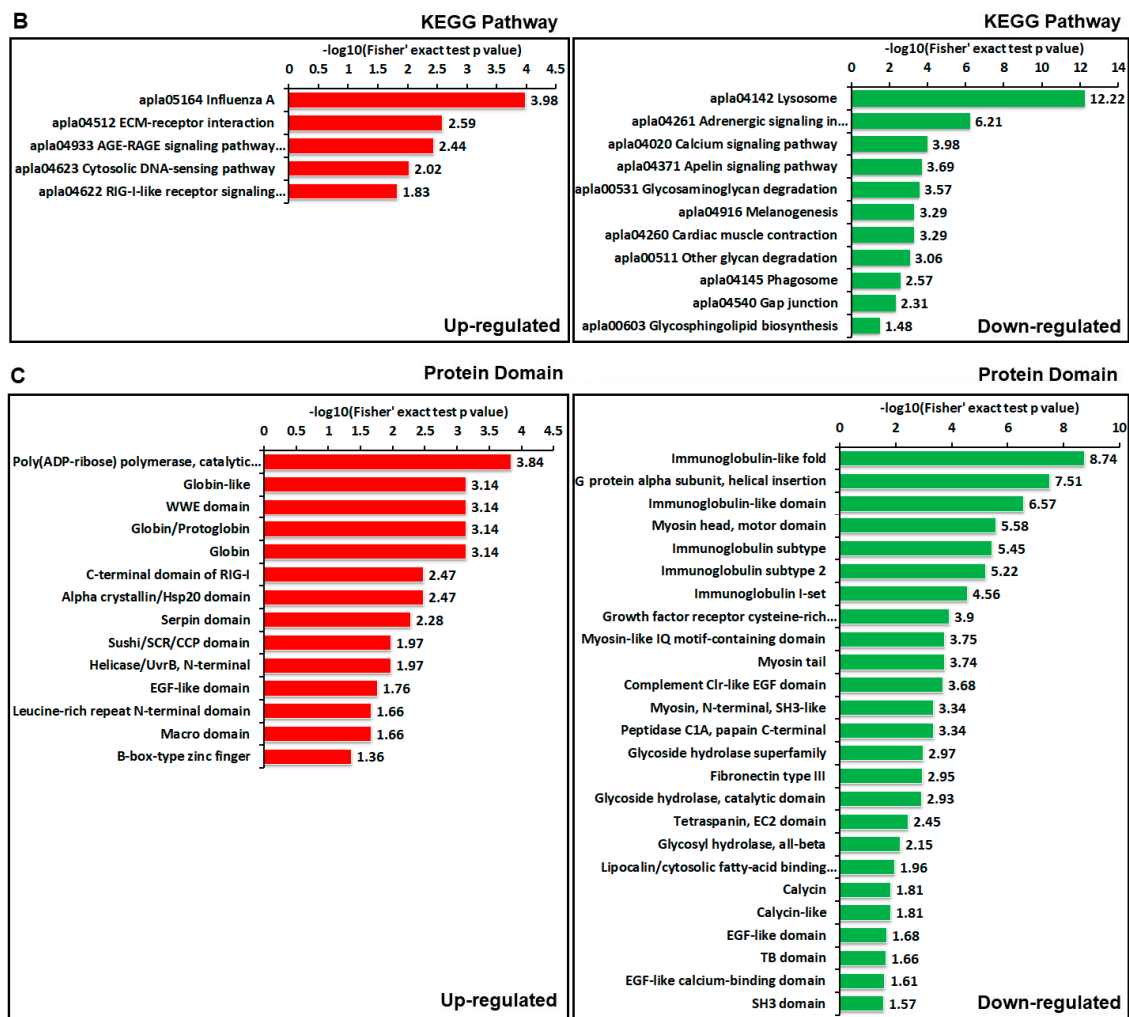 B
KEGG Pathway
-log10(Fisher' exact test p value)
0 0.5 1 1.5 2 2.5 3 3.5 4 4.5
apla05164 Influenza A 3.98
apla04512 ECM-receptor interaction 2.59
apla04933 AGE-RAGE signaling pathway... 2.44
apla04623 Cytosolic DNA-sensing pathway 2.02
apla04622 RIG-I-like receptor signaling... 1.83
Up-regulated
KEGG Pathway
-log10(Fisher' exact test p value)
0 2 4 6 8 10 12 14
apla04142 Lysosome 12.22
apla04261 Adrenergic signaling in... 6.21
apla04020 Calcium signaling pathway 3.98
apla04371 Apelin signaling pathway 3.69
apla00531 Glycosaminoglycan degradation 3.57
apla04916 Melanogenesis 3.29
apla04260 Cardiac muscle contraction 3.29
apla00511 Other glycan degradation 3.06
apla04145 Phagosome 2.57
apla04540 Gap junction 2.31
apla00603 Glycosphingolipid biosynthesis 1.48
Down-regulated
C
Protein Domain
-log10(Fisher' exact test p value)
0 0.5 1 1.5 2 2.5 3 3.5 4 4.5
Poly(ADP-ribose) polymerase, catalytic... 3.84
Globin-like 3.14
WWE domain 3.14
Globin/Protoglobin 3.14
Globin 3.14
C-terminal domain of RIG-I 2.47
Alpha crystallin/Hsp20 domain 2.47
Serpin domain 2.28
Sushi/SCR/CCP domain 1.97
Helicase/UvrB, N-terminal 1.97
EGF-like domain 1.76
Leucine-rich repeat N-terminal domain 1.66
Macro domain 1.66
B-box-type zinc finger 1.36
Up-regulated
Protein Domain
-log10(Fisher' exact test p value)
0 2 4 6 8 10
Immunoglobulin-like fold 8.74
G protein alpha subunit, helical insertion 7.51
Immunoglobulin-like domain 6.57
Myosin head, motor domain 5.58
Immunoglobulin subtype 5.45
Immunoglobulin subtype 2 5.22
Immunoglobulin I-set 4.56
Growth factor receptor cysteine-rich... 3.9
Myosin-like IQ motif-containing domain 3.75
Myosin tail 3.74
Complement Clr-like EGF domain 3.68
Myosin, N-terminal, SH3-like 3.34
Peptidase C1A, papain C-terminal 3.34
Glycoside hydrolase superfamily 2.97
Fibronectin type III 2.95
Glycoside hydrolase, catalytic domain 2.93
Tetraspanin, EC2 domain 2.45
Glycosyl hydrolase, all-beta 2.15
Lipocalin/cytosolic fatty-acid binding... 1.96
Calycin 1.81
Calycin-like 1.81
EGF-like domain 1.68
TB domain 1.66
EGF-like calcium-binding domain 1.61
SH3 domain 1.57
Down-regulated